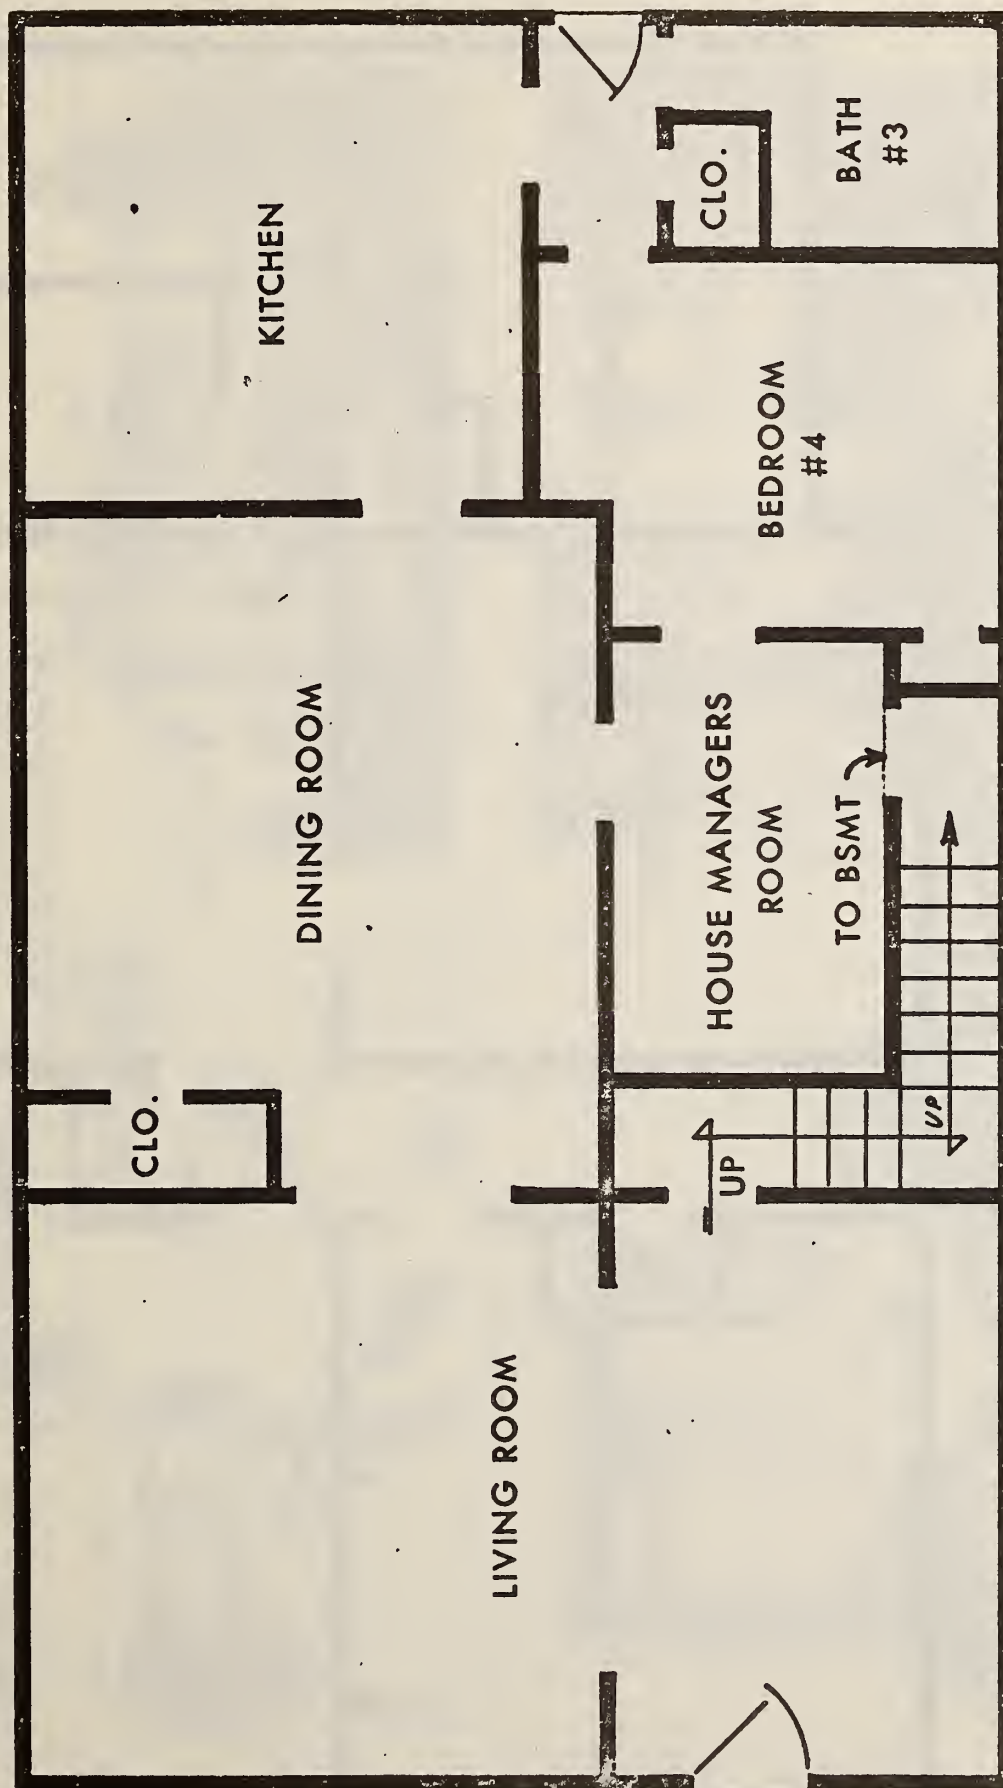 LIVING ROOM
CLO.
DINING ROOM
KITCHEN
UP
UP
HOUSE MANAGERS
ROOM
TO BSMT
BEDROOM
#4
CLO.
BATH
#3